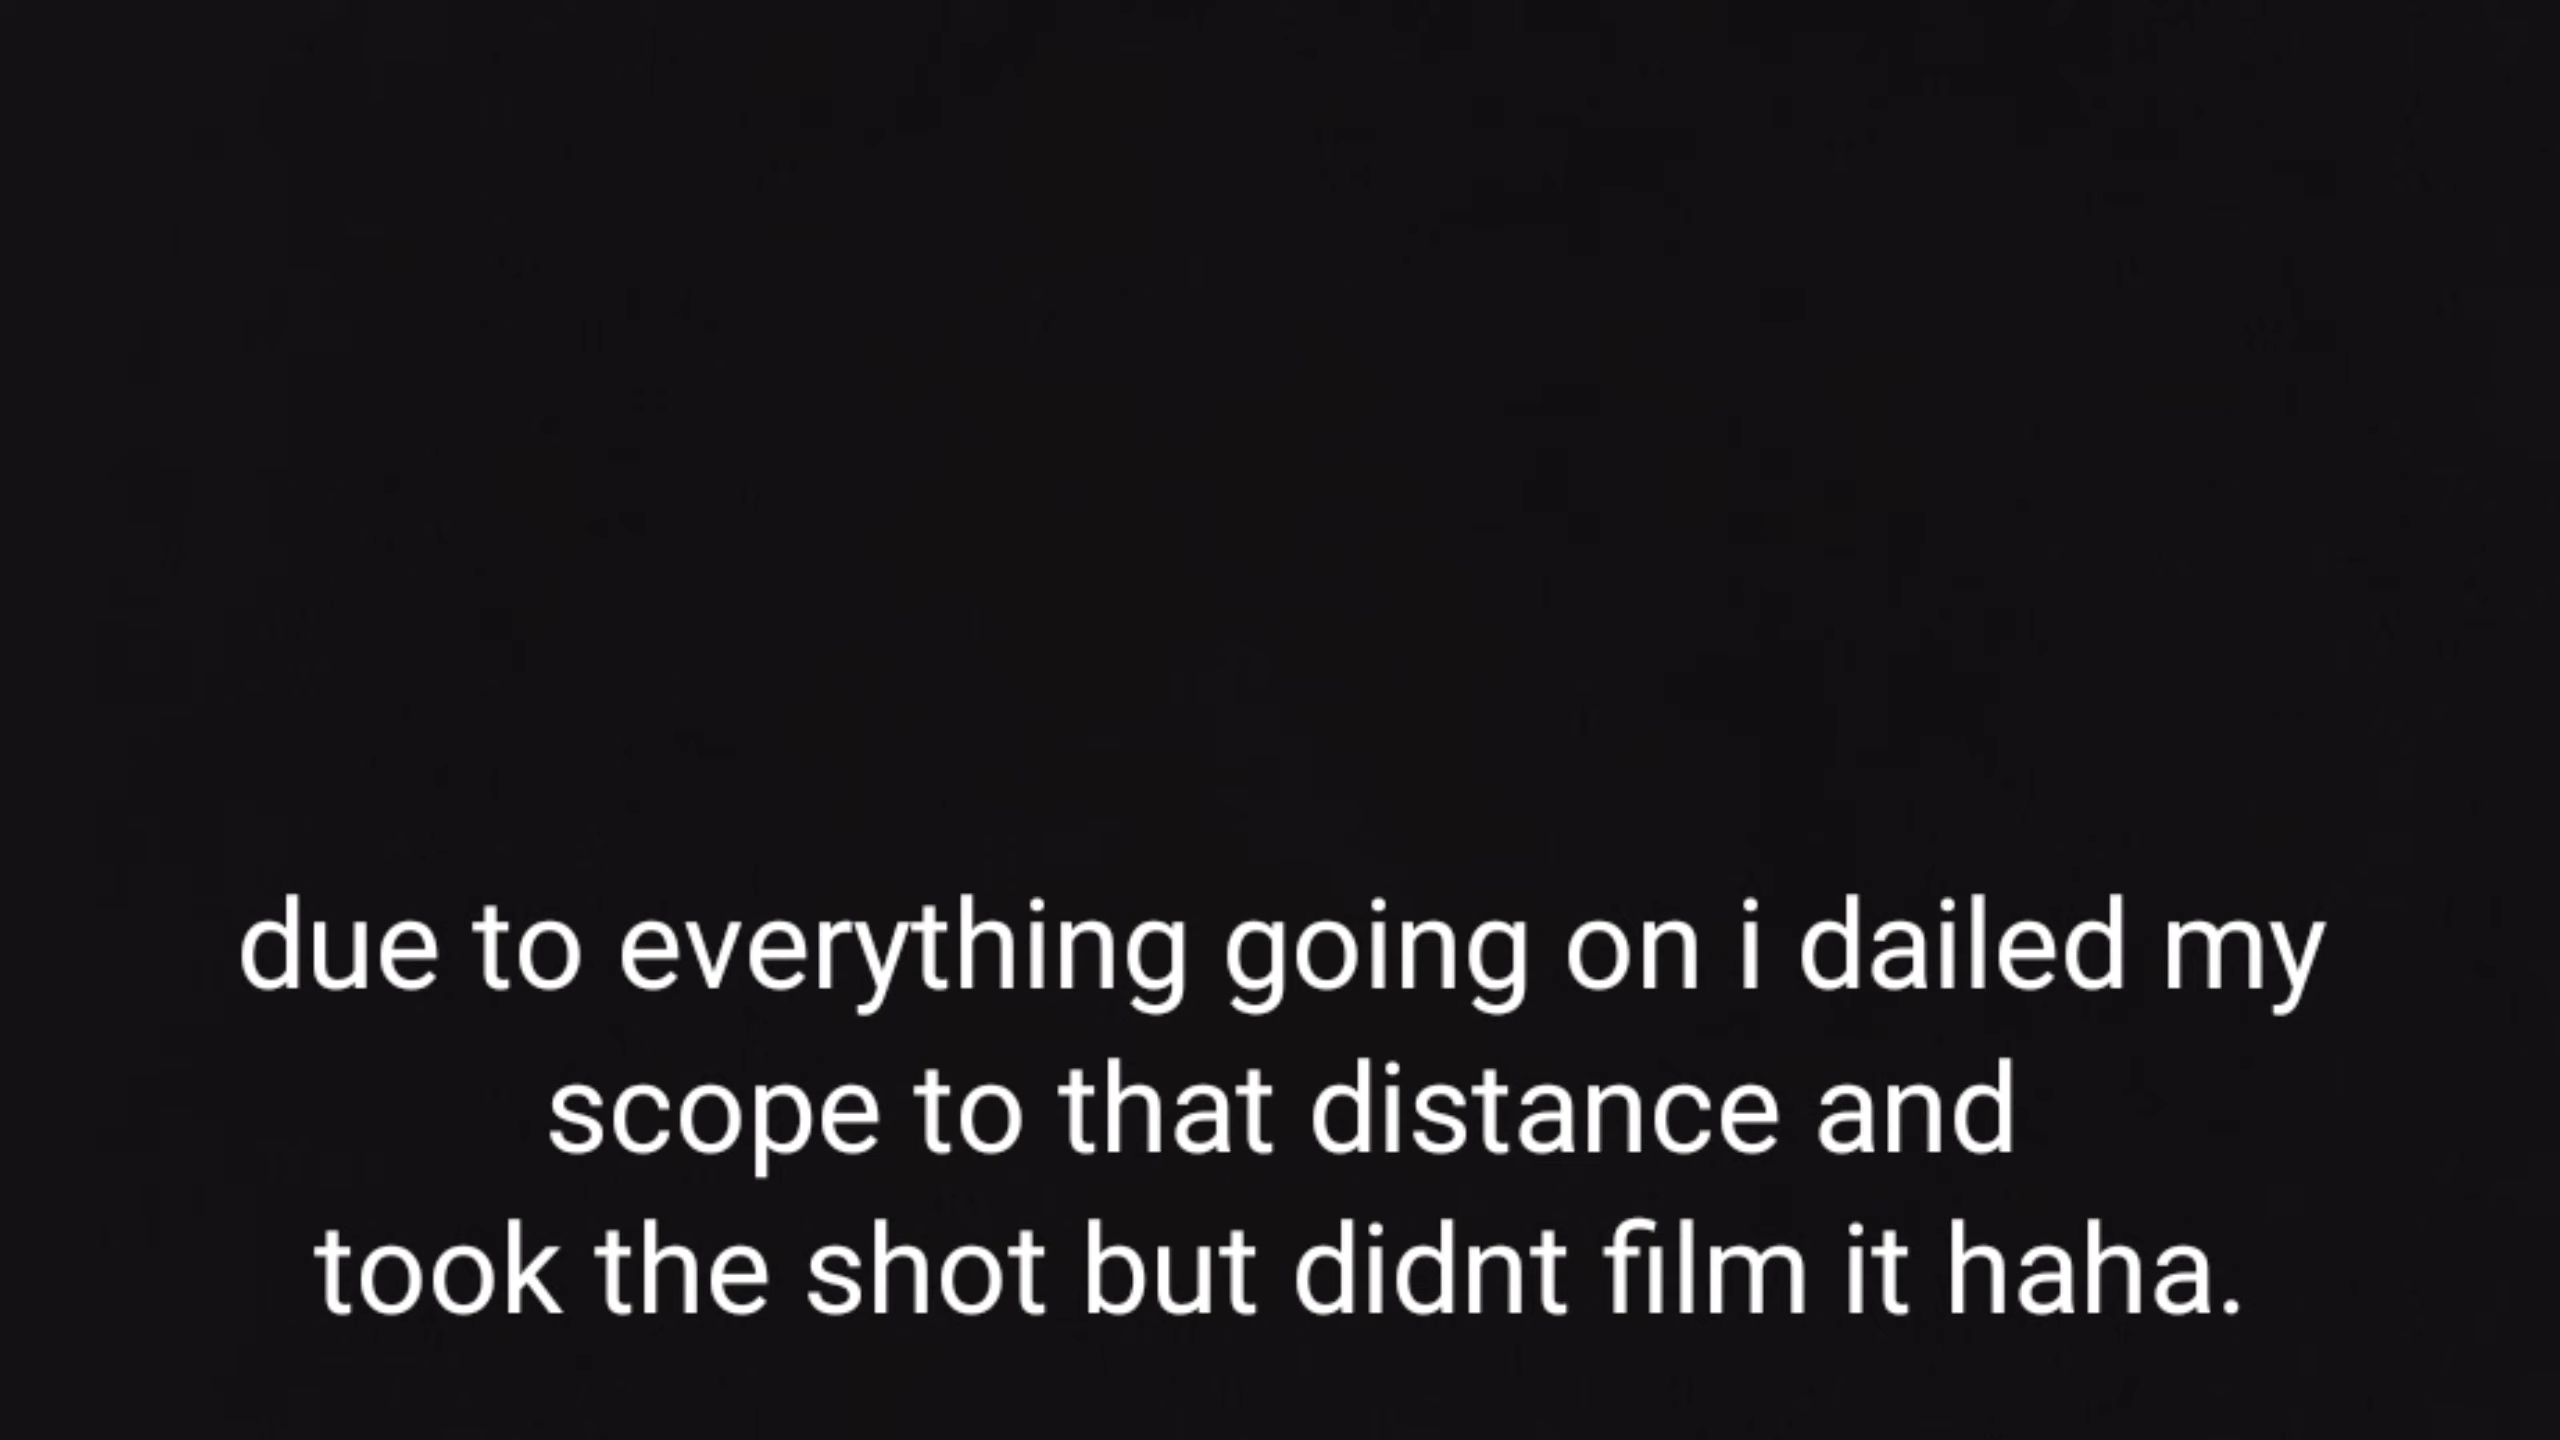 due to everything going on i dailed my
scope to that distance and
took the shot but didnt film it haha.